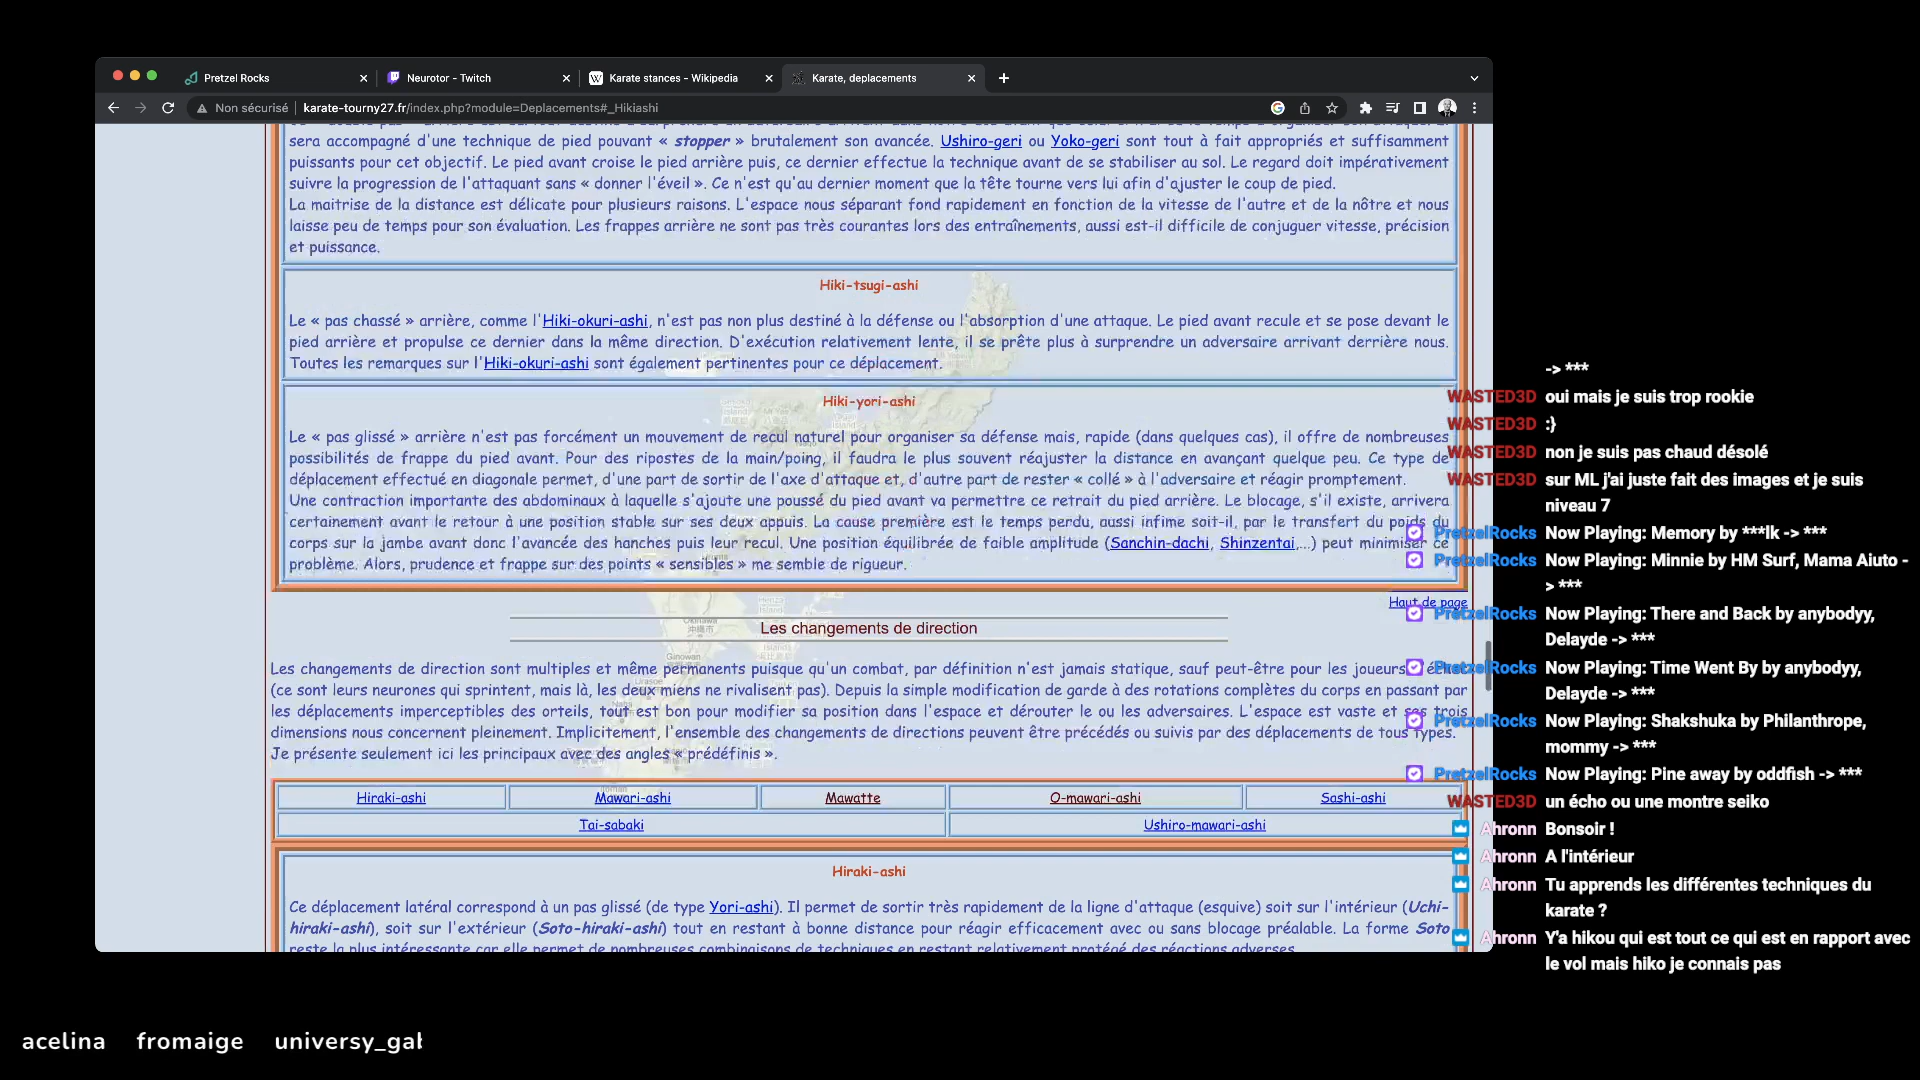 Pretzel Rocks
Neurotor - Twitch
Karate stances - Wikipedia
Karate, deplacements
Non sécurisé
karate-tourny27.fr/index.php?module=Deplacements#_Hikiashi
sera accompagné d'une technique de pied pouvant « stopper » brutalement son avancée. Ushiro-geri ou Yoko-geri sont tout à fait appropriés et suffisamment
puissants pour cet objectif. Le pied avant croise le pied arrière puis, ce dernier effectue la technique avant de se stabiliser au sol. Le regard doit impérativement
suivre la progression de l'attaquant sans « donner l'éveil ». Ce n'est qu'au dernier moment que la tête tourne vers lui afin d'ajuster le coup de pied.
La maitrise de la distance est délicate pour plusieurs raisons. L'espace nous séparant fond rapidement en fonction de la vitesse de l'autre et de la nôtre et nous
laisse peu de temps pour son évaluation. Les frappes arrière ne sont pas très courantes lors des entraînements, aussi est-il difficile de conjuguer vitesse, précision
et puissance.
Hiki-tsugi-ashi
Le « pas chassé » arrière, comme l'Hiki-okuri-ashi, n'est pas non plus destiné à la défense ou l'absorption d'une attaque. Le pied avant recule et se pose devant le
pied arrière et propulse ce dernier dans la même direction. D'exécution relativement lente, il se prête plus à surprendre un adversaire arrivant derrière nous.
Toutes les remarques sur l'Hiki-okuri-ashi sont également pertinentes pour ce déplacement.
Hiki-yori-ashi
Le « pas glissé » arrière n'est pas forcément un mouvement de recul naturel pour organiser sa défense mais, rapide (dans quelques cas), il offre de nombreuses
possibilités de frappe du pied avant. Pour des ripostes de la main/poing, il faudra le plus souvent réajuster la distance en avançant quelque peu. Ce type de
déplacement effectué en diagonale permet, d'une part de sortir de l'axe d'attaque et, d'autre part de rester « collé » à l'adversaire et réagir promptement.
Une contraction importante des abdominaux à laquelle s'ajoute une poussé du pied avant va permettre ce retrait du pied arrière. Le blocage, s'il existe, arrivera
certainement avant le retour à une position stable sur ses deux appuis. La cause première est le temps perdu, aussi infime soit-il, par le transfert du poids du
corps sur la jambe avant donc l'avancée des hanches puis leur recul. Une position équilibrée de faible amplitude (Sanchin-dachi, Shinzentai,...) peut minimiser ce
problème. Alors, prudence et frappe sur des points « sensibles » me semble de rigueur.
Haut de page
Les changements de direction
Les changements de direction sont multiples et même permanents puisque qu'un combat, par définition n'est jamais statique, sauf peut-être pour les joueurs
(ce sont leurs neurones qui sprintent, mais là, les deux miens ne rivalisent pas). Depuis la simple modification de garde à des rotations complètes du corps en passant par
les déplacements imperceptibles des orteils, tout est bon pour modifier sa position dans l'espace et dérouter le ou les adversaires. L'espace est vaste et ses trois
dimensions nous concernent pleinement. Implicitement, l'ensemble des changements de directions peuvent être précédés ou suivis par des déplacements de tous types.
Je présente seulement ici les principaux avec des angles « prédéfinis ».
Hiraki-ashi
Mawari-ashi
Mawatte
O-mawari-ashi
Sashi-ashi
Tai-sabaki
Ushiro-mawari-ashi
Hiraki-ashi
Ce déplacement latéral correspond à un pas glissé (de type Yori-ashi). Il permet de sortir très rapidement de la ligne d'attaque (esquive) soit sur l'intérieur (Uchi-
hiraki-ashi), soit sur l'extérieur (Soto-hiraki-ashi) tout en restant à bonne distance pour réagir efficacement avec ou sans blocage préalable. La forme Soto
reste la plus intéressante car elle permet de nombreuses combinaisons de techniques en restant relativement protégé des réactions adverses.
-> ***
WASTED3D oui mais je suis trop rookie
WASTED3D :}
WASTED3D non je suis pas chaud désolé
WASTED3D sur ML j'ai juste fait des images et je suis
niveau 7
PretzelRocks Now Playing: Memory by ***lk -> ***
PretzelRocks Now Playing: Minnie by HM Surf, Mama Aiuto -
> ***
PretzelRocks Now Playing: There and Back by anybodyy,
Delayde -> ***
PretzelRocks Now Playing: Time Went By by anybodyy,
Delayde -> ***
PretzelRocks Now Playing: Shakshuka by Philanthrope,
mommy -> ***
PretzelRocks Now Playing: Pine away by oddfish -> ***
WASTED3D un écho ou une montre seiko
Ahronn Bonsoir !
Ahronn A l'intérieur
Ahronn Tu apprends les différentes techniques du
karate ?
Ahronn Y'a hikou qui est tout ce qui est en rapport avec
le vol mais hiko je connais pas
acelina fromaige universy_gab